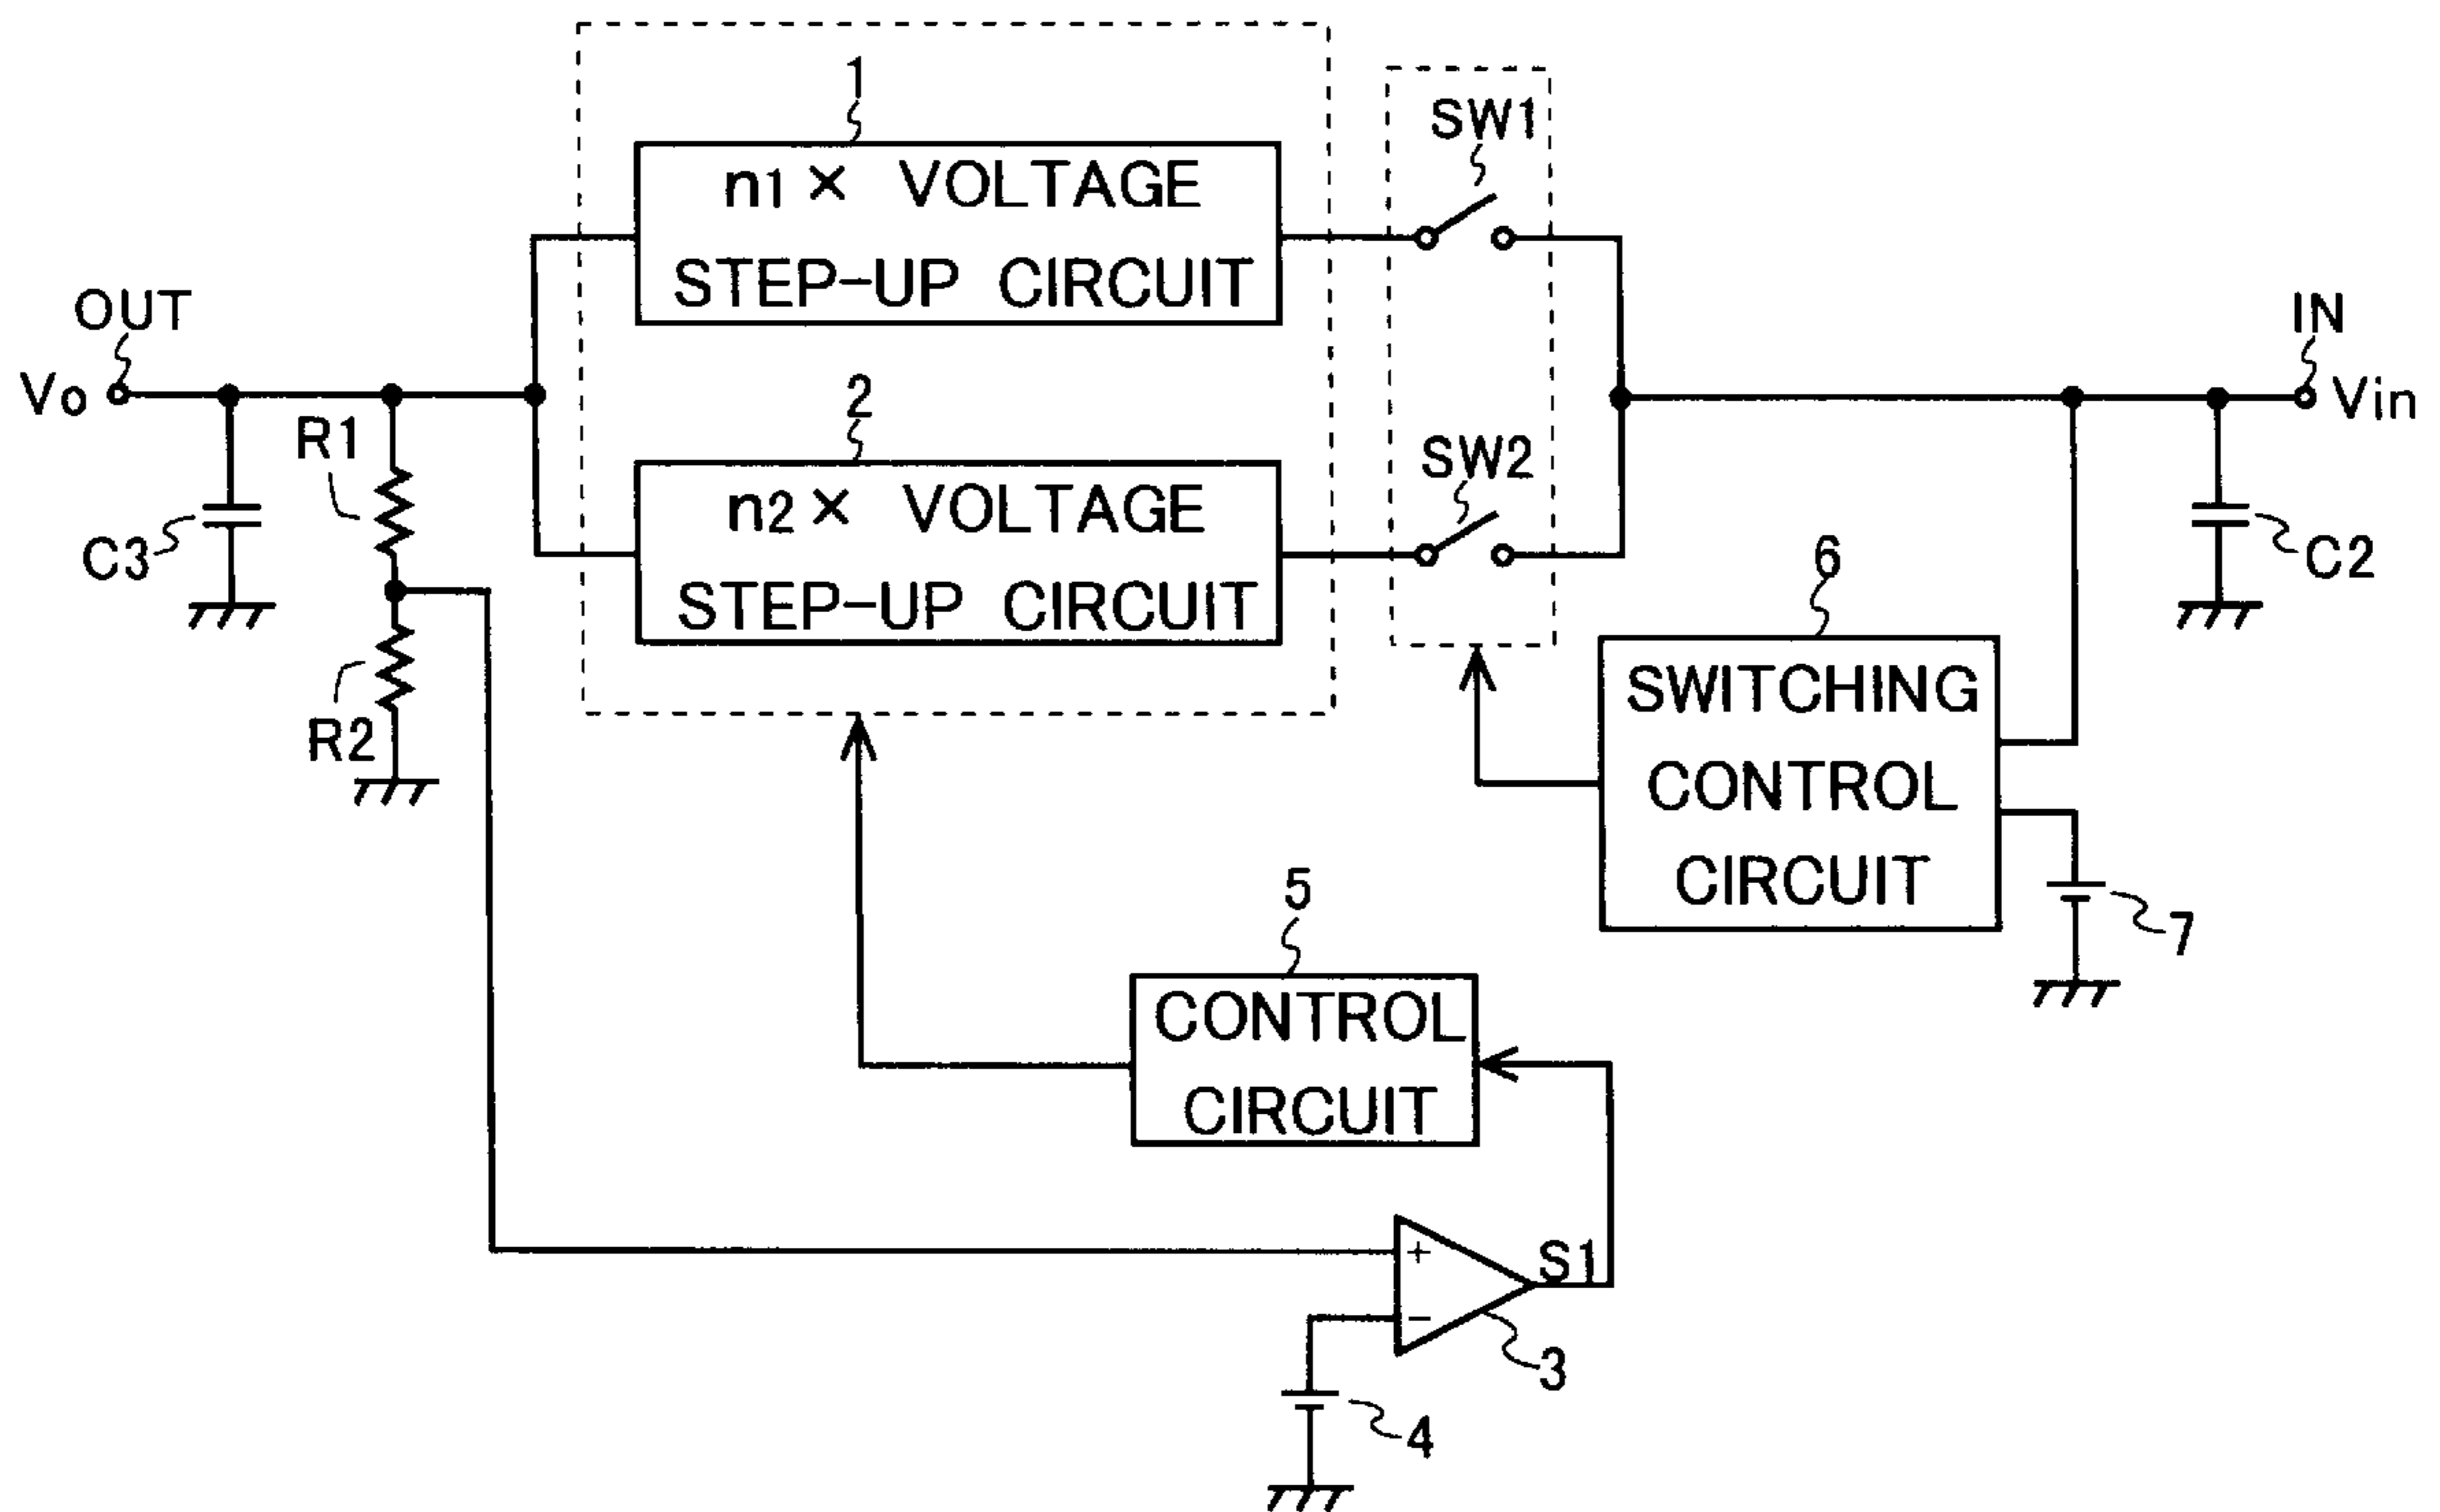 1
SW1
n1 × VOLTAGE
STEP-UP CIRCUIT
OUT
IN
Vo
Vin
R1
2
SW2
n2 × VOLTAGE
STEP-UP CIRCUIT
C3
C2
6
R2
SWITCHING
CONTROL
CIRCUIT
7
5
CONTROL
CIRCUIT
+
S1
−
3
4